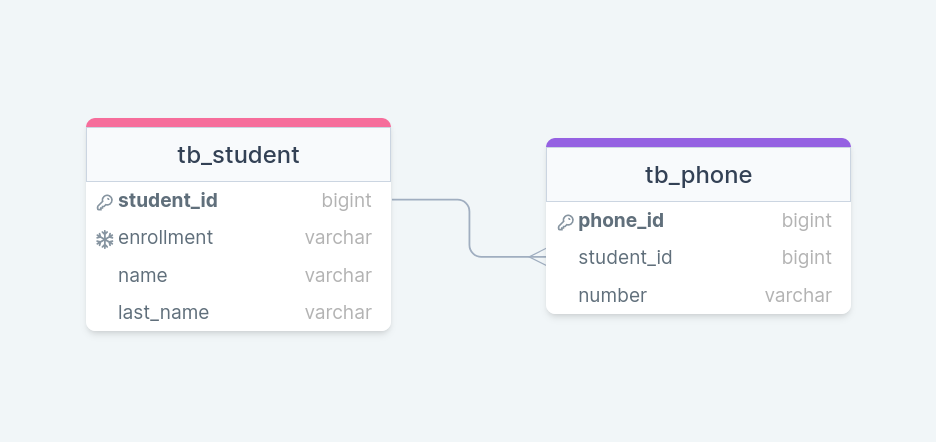 tb_student
student_id bigint
enrollment varchar
name varchar
last_name varchar
tb_phone
phone_id bigint
student_id bigint
number varchar